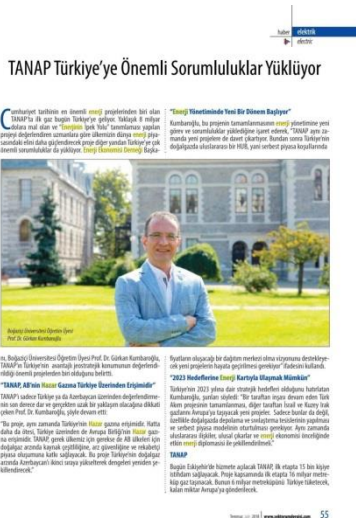 haber
elektrik
electric
TANAP Türkiye'ye Önemli Sorumluluklar Yüklüyor
Cumhuriyet tarihinin en önemli enerji projelerinden biri olan
TANAP'la ilk gaz bugün Türkiye'ye geliyor. Yaklaşık 8 milyar
dolara mal olan ve "Enerjinin İpek Yolu" tanımlaması yapılan
projeyi değerlendiren uzmanlara göre ülkemizin dünya enerji piya-
sasındaki elini daha güçlendirecek proje diğer yandan Türkiye'ye çok
önemli sorumluluklar da yüklüyor. Enerji Ekonomisi Derneği Başka-
"Enerji Yönetiminde Yeni Bir Dönem Başlıyor"
Kumbaroğlu, bu projenin tamamlanmasının enerji yönetimine yeni
görev ve sorumluluklar yüklediğine işaret ederek, "TANAP aynı za-
manda yeni projelere de davet çıkartıyor. Bundan sonra Türkiye'nin
doğalgazda uluslararası bir HUB, yani serbest piyasa koşullarında
Boğaziçi Üniversitesi Öğretim Üyesi
Prof. Dr. Gürkan Kumbaroğlu
nı, Boğaziçi Üniversitesi Öğretim Üyesi Prof. Dr. Gürkan Kumbaroğlu,
TANAP'ın Türkiye'nin avantajlı jeostratejik konumunun değerlendi-
rildiği önemli projelerden biri olduğunu belirtti.
"TANAP, AB'nin Hazar Gazına Türkiye Üzerinden Erişimidir"
TANAP'ı sadece Türkiye ya da Azerbaycan üzerinden değerlendirme-
nin son derece dar ve gerçekten uzak bir yaklaşım olacağına dikkati
çeken Prof. Dr. Kumbaroğlu, şöyle devam etti:
"Bu proje, aynı zamanda Türkiye'nin Hazar gazına erişimidir. Hatta
daha da ötesi, Türkiye üzerinden de Avrupa Birliği'nin Hazar gazı-
na erişimidir. TANAP, gerek ülkemiz için gerekse de AB ülkeleri için
doğalgaz arzında kaynak çeşitliliğine, arz güvenliğine ve rekabetçi
piyasa oluşumuna katkı sağlayacak. Bu proje Türkiye'nin doğalgaz
arzında Azerbaycan'ı ikinci sıraya yükselterek dengeleri yeniden şe-
killendirecek."
fiyatların oluşacağı bir dağıtım merkezi olma vizyonunu destekleye-
cek yeni projelerin hayata geçirilmesi gerekiyor" ifadesini kullandı.
"2023 Hedeflerine Enerji Kartıyla Ulaşmak Mümkün"
Türkiye'nin 2023 yılına dair stratejik hedefleri olduğunu hatırlatan
Kumbaroğlu, şunları söyledi: "Bir taraftan inşası devam eden Türk
Akım projesinin tamamlanması, diğer taraftan İsrail ve Kuzey Irak
gazlarını Avrupa'ya taşıyacak yeni projeler. Sadece bunlar da değil,
özellikle doğalgazda depolama ve sıvılaştırma tesislerinin yapılması
ve serbest piyasa modelinin oturtulması gerekiyor. Aynı zamanda
uluslararası ilişkiler, ulusal çıkarlar ve enerji ekonomisi önceliğinde
etkin enerji diplomasisi ile şekillendirilmeli."
TANAP
Bugün Eskişehir'de hizmete açılacak TANAP, ilk etapta 15 bin kişiye
istihdam sağlayacak. Proje kapsamında ilk etapta 16 milyar metre-
küp gaz taşınacak. Bunun 6 milyar metreküpünü Türkiye tüketecek,
kalan miktar Avrupa'ya gönderilecek.
55